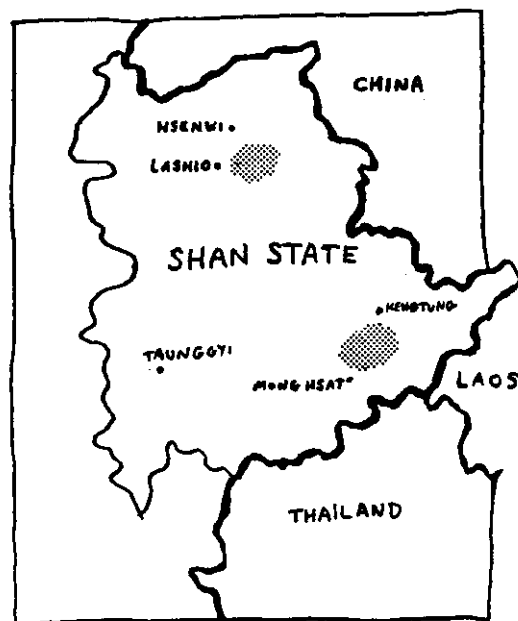 CHINA
HSENWI
LASHIO
SHAN STATE
KENGTUNG
TAUNGGYI
MONG HSAT
LAOS
THAILAND